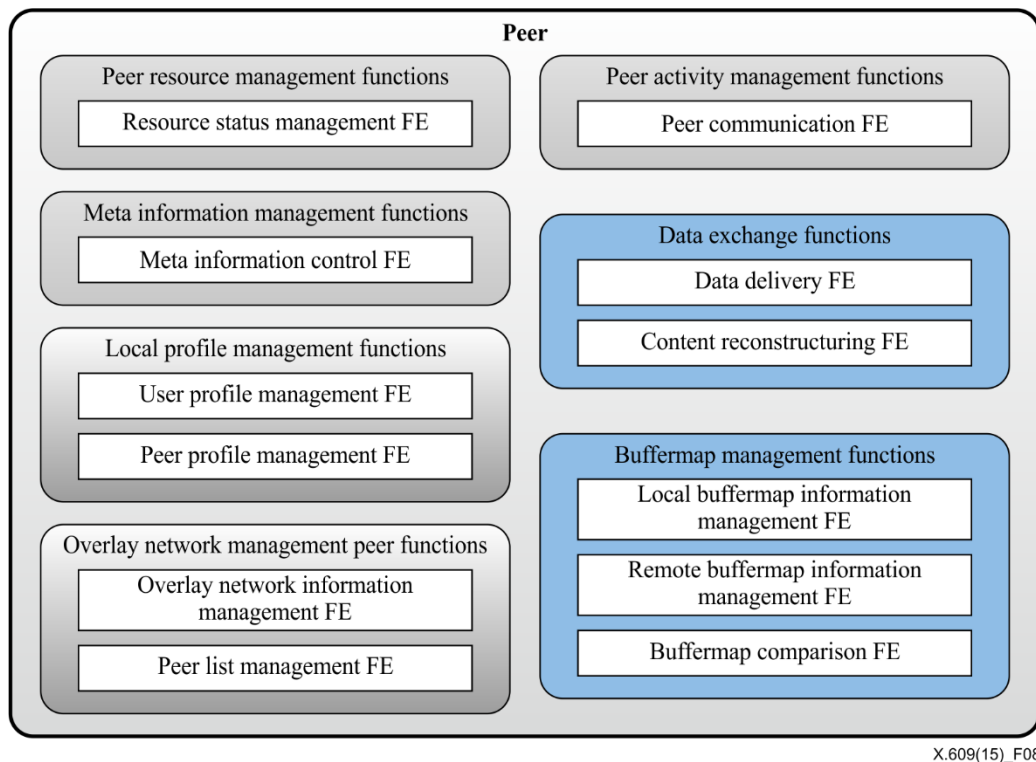 Peer
Peer resource management functions
Resource status management FE
Meta information management functions
Meta information control FE
Local profile management functions
User profile management FE
Peer profile management FE
Overlay network management peer functions
Overlay network information
management FE
Peer list management FE
Peer activity management functions
Peer communication FE
Data exchange functions
Data delivery FE
Content reconstructuring FE
Buffermap management functions
Local buffermap information
management FE
Remote buffermap information
management FE
Buffermap comparison FE
X.609(15)_F08